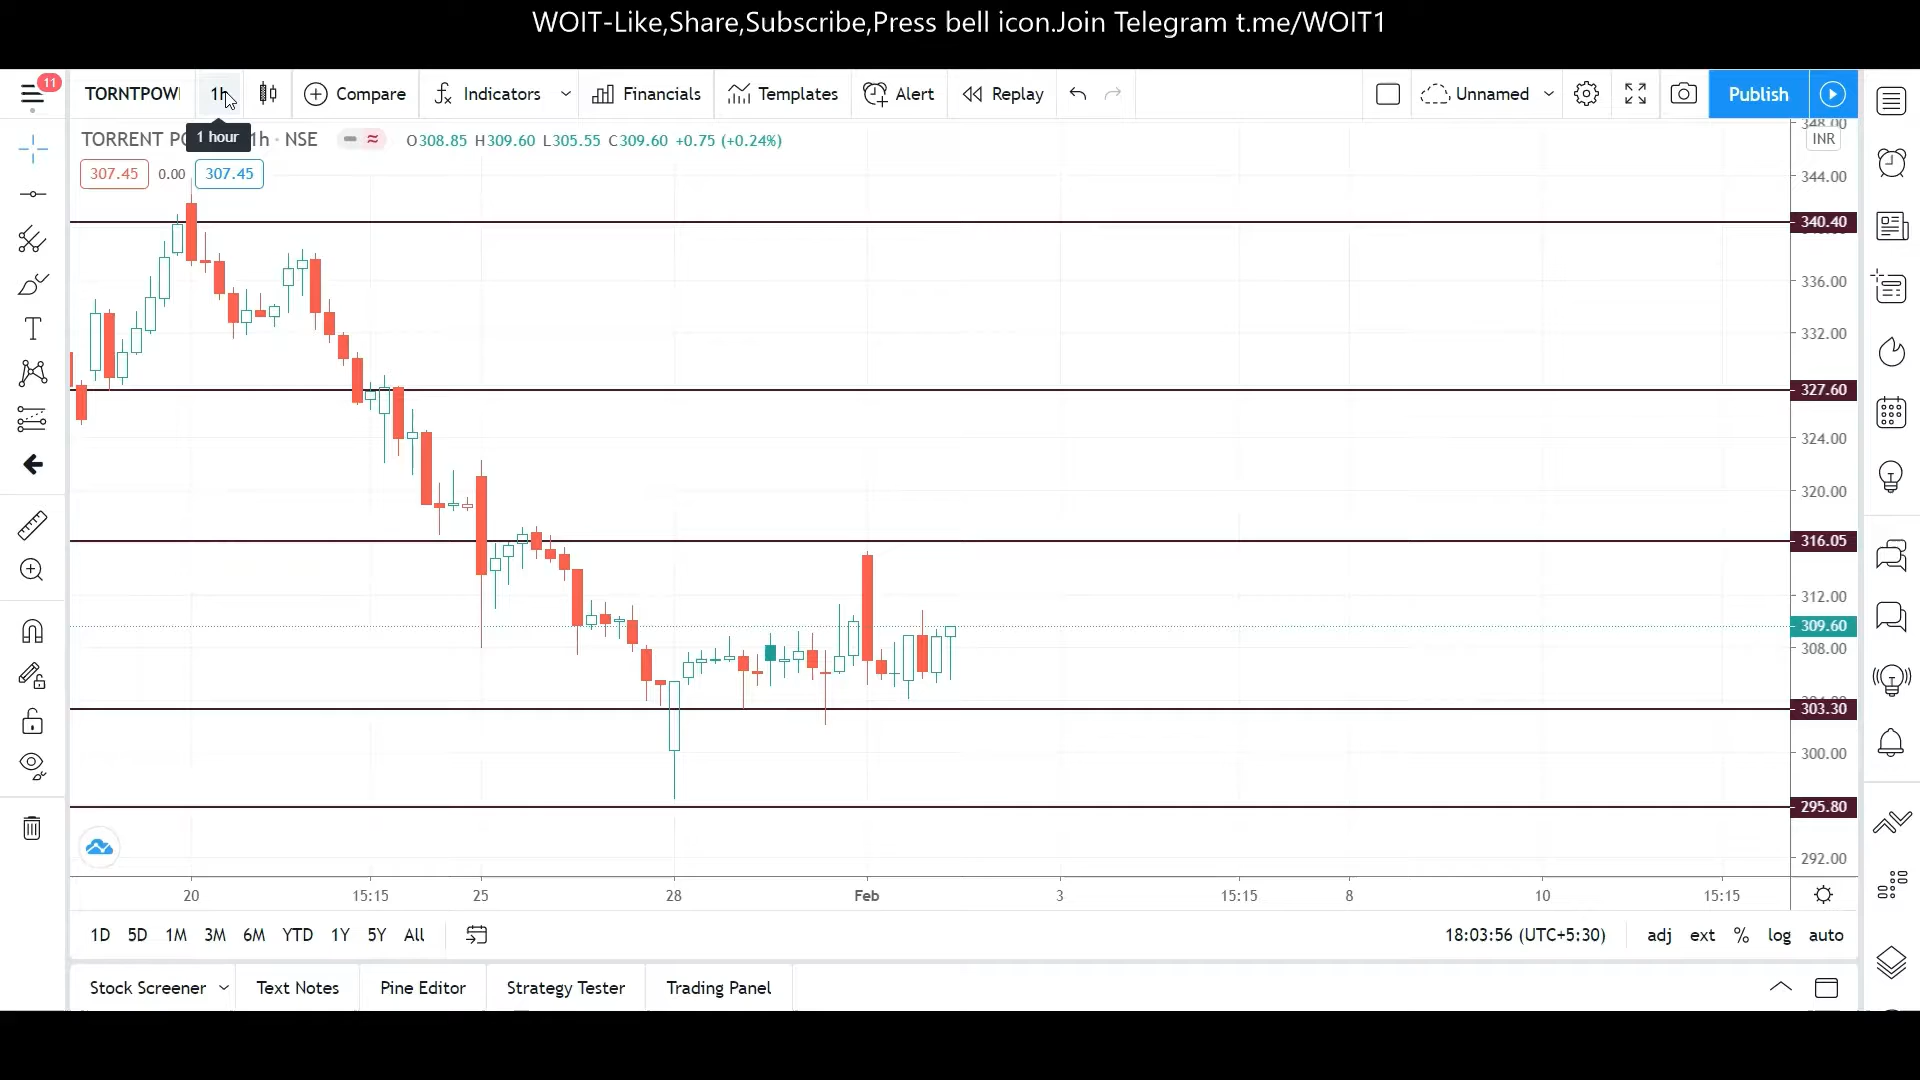 WOIT-Like,Share,Subscribe,Press bell icon.Join Telegram t.me/WOIT1
11
TORNTPOW
1h
Compare
Indicators
Financials
Templates
Alert
Replay
Unnamed
Publish
1 hour
TORRENT PO 1h · NSE O308.85 H309.60 L305.55 C309.60 +0.75 (+0.24%)
307.45 0.00 307.45
348.00
INR
344.00
340.40
336.00
332.00
327.60
324.00
320.00
316.05
312.00
309.60
308.00
303.30
300.00
295.80
292.00
20 15:15 25 28 Feb 3 15:15 8 10 15:15
1D 5D 1M 3M 6M YTD 1Y 5Y All 18:03:56 (UTC+5:30) adj ext % log auto
Stock Screener Text Notes Pine Editor Strategy Tester Trading Panel